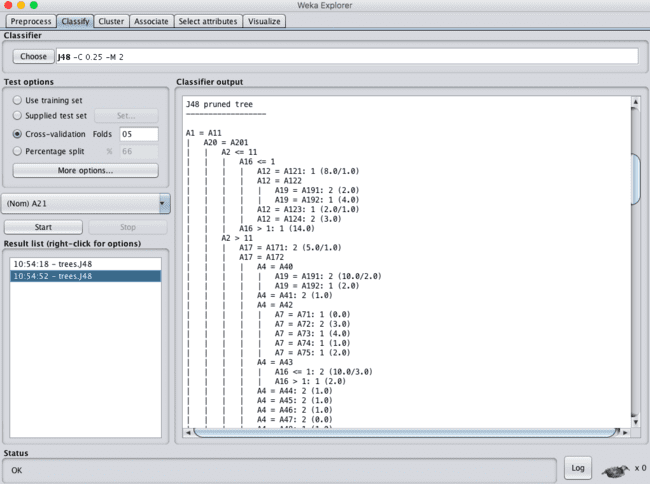 Weka Explorer
Preprocess Classify Cluster Associate Select attributes Visualize
Classifier
Choose J48 -C 0.25 -M 2
Test options
Use training set
Supplied test set Set...
Cross-validation Folds 05
Percentage split % 66
More options...
(Nom) A21
Start Stop
Result list (right-click for options)
10:54:18 - trees.J48
10:54:52 - trees.J48
Classifier output
J48 pruned tree
------------------
A1 = A11
|   A20 = A201
|   |   A2 <= 11
|   |   |   A16 <= 1
|   |   |   |   A12 = A121: 1 (8.0/1.0)
|   |   |   |   A12 = A122
|   |   |   |   |   A19 = A191: 2 (2.0)
|   |   |   |   |   A19 = A192: 1 (4.0)
|   |   |   |   A12 = A123: 1 (2.0/1.0)
|   |   |   |   A12 = A124: 2 (3.0)
|   |   |   A16 > 1: 1 (14.0)
|   |   A2 > 11
|   |   |   A17 = A171: 2 (5.0/1.0)
|   |   |   A17 = A172
|   |   |   |   A4 = A40
|   |   |   |   |   A19 = A191: 2 (10.0/2.0)
|   |   |   |   |   A19 = A192: 1 (2.0)
|   |   |   |   A4 = A41: 2 (1.0)
|   |   |   |   A4 = A42
|   |   |   |   |   A7 = A71: 1 (0.0)
|   |   |   |   |   A7 = A72: 2 (3.0)
|   |   |   |   |   A7 = A73: 1 (4.0)
|   |   |   |   |   A7 = A74: 1 (1.0)
|   |   |   |   |   A7 = A75: 1 (2.0)
|   |   |   |   A4 = A43
|   |   |   |   |   A16 <= 1: 2 (10.0/3.0)
|   |   |   |   |   A16 > 1: 1 (2.0)
|   |   |   |   A4 = A44: 2 (1.0)
|   |   |   |   A4 = A45: 2 (1.0)
|   |   |   |   A4 = A46: 2 (1.0)
|   |   |   |   A4 = A47: 2 (0.0)
Status
OK
Log
x 0